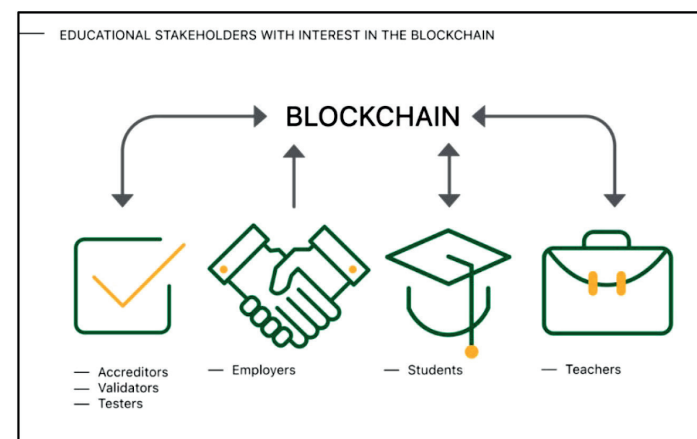 EDUCATIONAL STAKEHOLDERS WITH INTEREST IN THE BLOCKCHAIN
BLOCKCHAIN
— Accreditors
— Validators
— Testers
— Employers
— Students
— Teachers